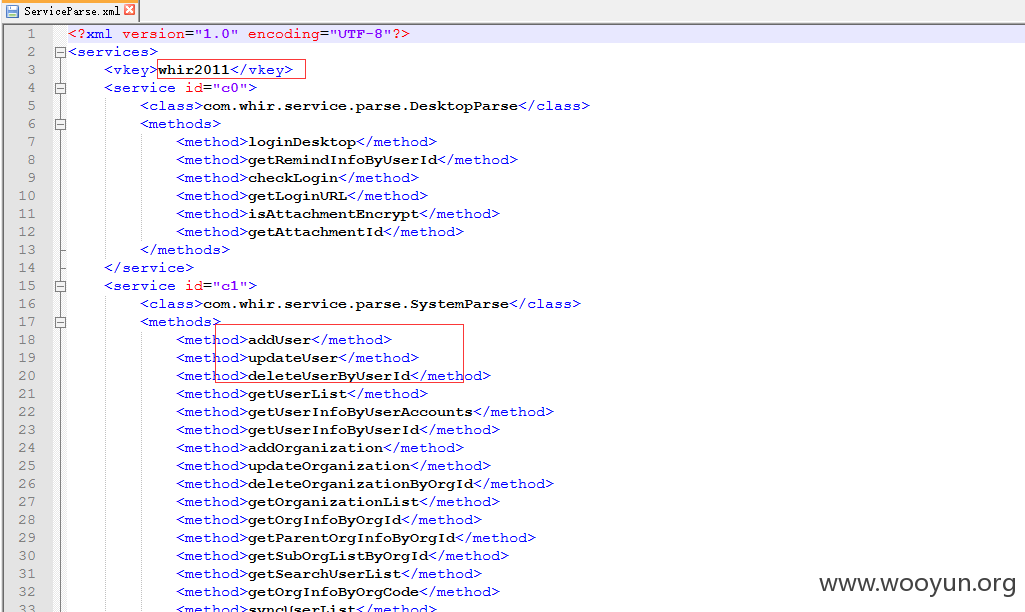 ServiceParse.xml
1 <?xml version="1.0" encoding="UTF-8"?>
2 <services>
3 <vkey>whir2011</vkey>
4 <service id="c0">
5 <class>com.whir.service.parse.DesktopParse</class>
6 <methods>
7 <method>loginDesktop</method>
8 <method>getRemindInfoByUserId</method>
9 <method>checkLogin</method>
10 <method>getLoginURL</method>
11 <method>isAttachmentEncrypt</method>
12 <method>getAttachmentId</method>
13 </methods>
14 </service>
15 <service id="c1">
16 <class>com.whir.service.parse.SystemParse</class>
17 <methods>
18 <method>addUser</method>
19 <method>updateUser</method>
20 <method>deleteUserByUserId</method>
21 <method>getUserList</method>
22 <method>getUserInfoByUserAccounts</method>
23 <method>getUserInfoByUserId</method>
24 <method>addOrganization</method>
25 <method>updateOrganization</method>
26 <method>deleteOrganizationByOrgId</method>
27 <method>getOrganizationList</method>
28 <method>getOrgInfoByOrgId</method>
29 <method>getParentOrgInfoByOrgId</method>
30 <method>getSubOrgListByOrgId</method>
31 <method>getSearchUserList</method>
32 <method>getOrgInfoByOrgCode</method>
33 <method>syncUserList</method>
www.wooyun.org